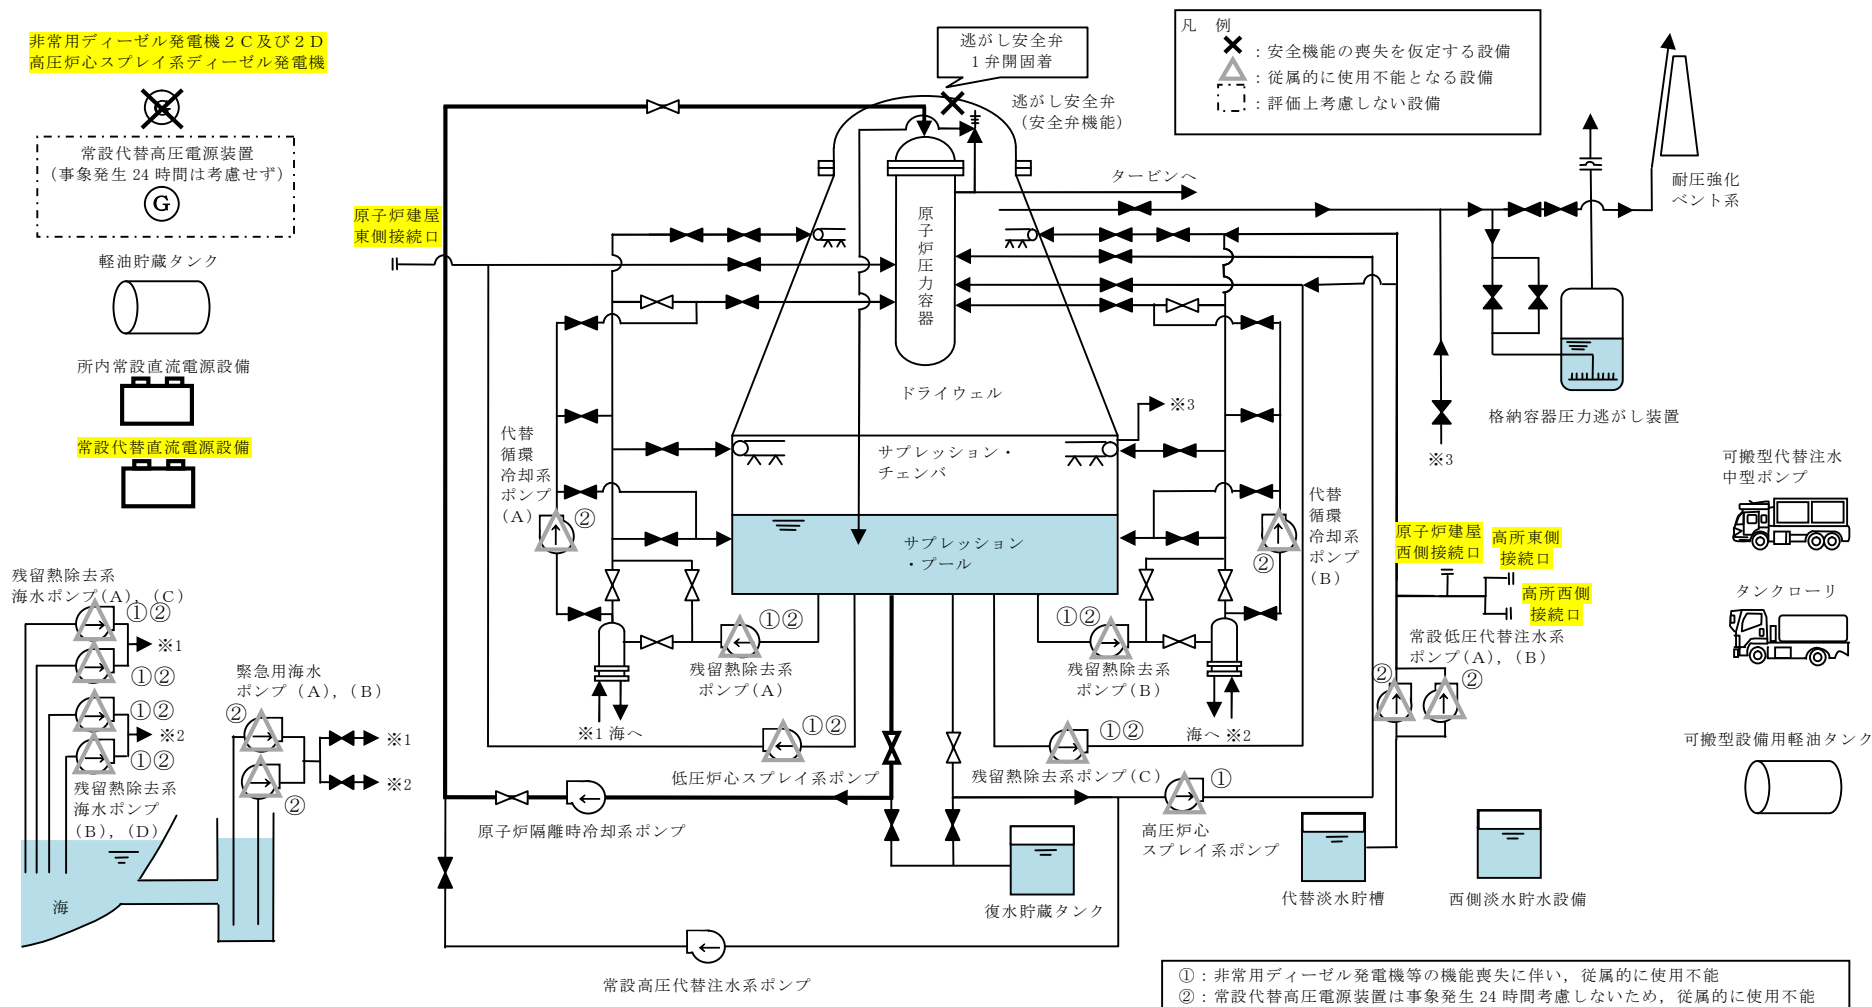 非常用ディーゼル発電機2C及び2D
高圧炉心スプレイ系ディーゼル発電機
G
常設代替高圧電源装置
（事象発生24時間は考慮せず）
G
軽油貯蔵タンク
所内常設直流電源設備
常設代替直流電源設備
残留熱除去系
海水ポンプ(A)，(C)
①②
※1
①②
①②
※2
①②
残留熱除去系
海水ポンプ
(B)，(D)
海
緊急用海水
ポンプ(A)，(B)
②
②
※1
※2
原子炉建屋
東側接続口
代替
循環
冷却系
ポンプ
(A)
②
逃がし安全弁
1弁開固着
逃がし安全弁
（安全弁機能）
原子炉圧力容器
タービンへ
ドライウェル
サプレッション・
チェンバ
※3
サプレッション
・プール
①②
残留熱除去系
ポンプ(A)
※1 海へ
①②
低圧炉心スプレイ系ポンプ
原子炉隔離時冷却系ポンプ
①②
残留熱除去系
ポンプ(B)
海へ ※2
①②
残留熱除去系ポンプ(C)
①
高圧炉心
スプレイ系ポンプ
復水貯蔵タンク
常設高圧代替注水系ポンプ
代替
循環
冷却系
ポンプ
(B)
②
凡 例
：安全機能の喪失を仮定する設備
：従属的に使用不能となる設備
：評価上考慮しない設備
耐圧強化
ベント系
格納容器圧力逃がし装置
※3
原子炉建屋
西側接続口
高所東側
接続口
高所西側
接続口
常設低圧代替注水系
ポンプ(A)，(B)
②
②
代替淡水貯槽
西側淡水貯水設備
可搬型代替注水
中型ポンプ
タンクローリ
可搬型設備用軽油タンク
①：非常用ディーゼル発電機等の機能喪失に伴い，従属的に使用不能
②：常設代替高圧電源装置は事象発生24時間考慮しないため，従属的に使用不能